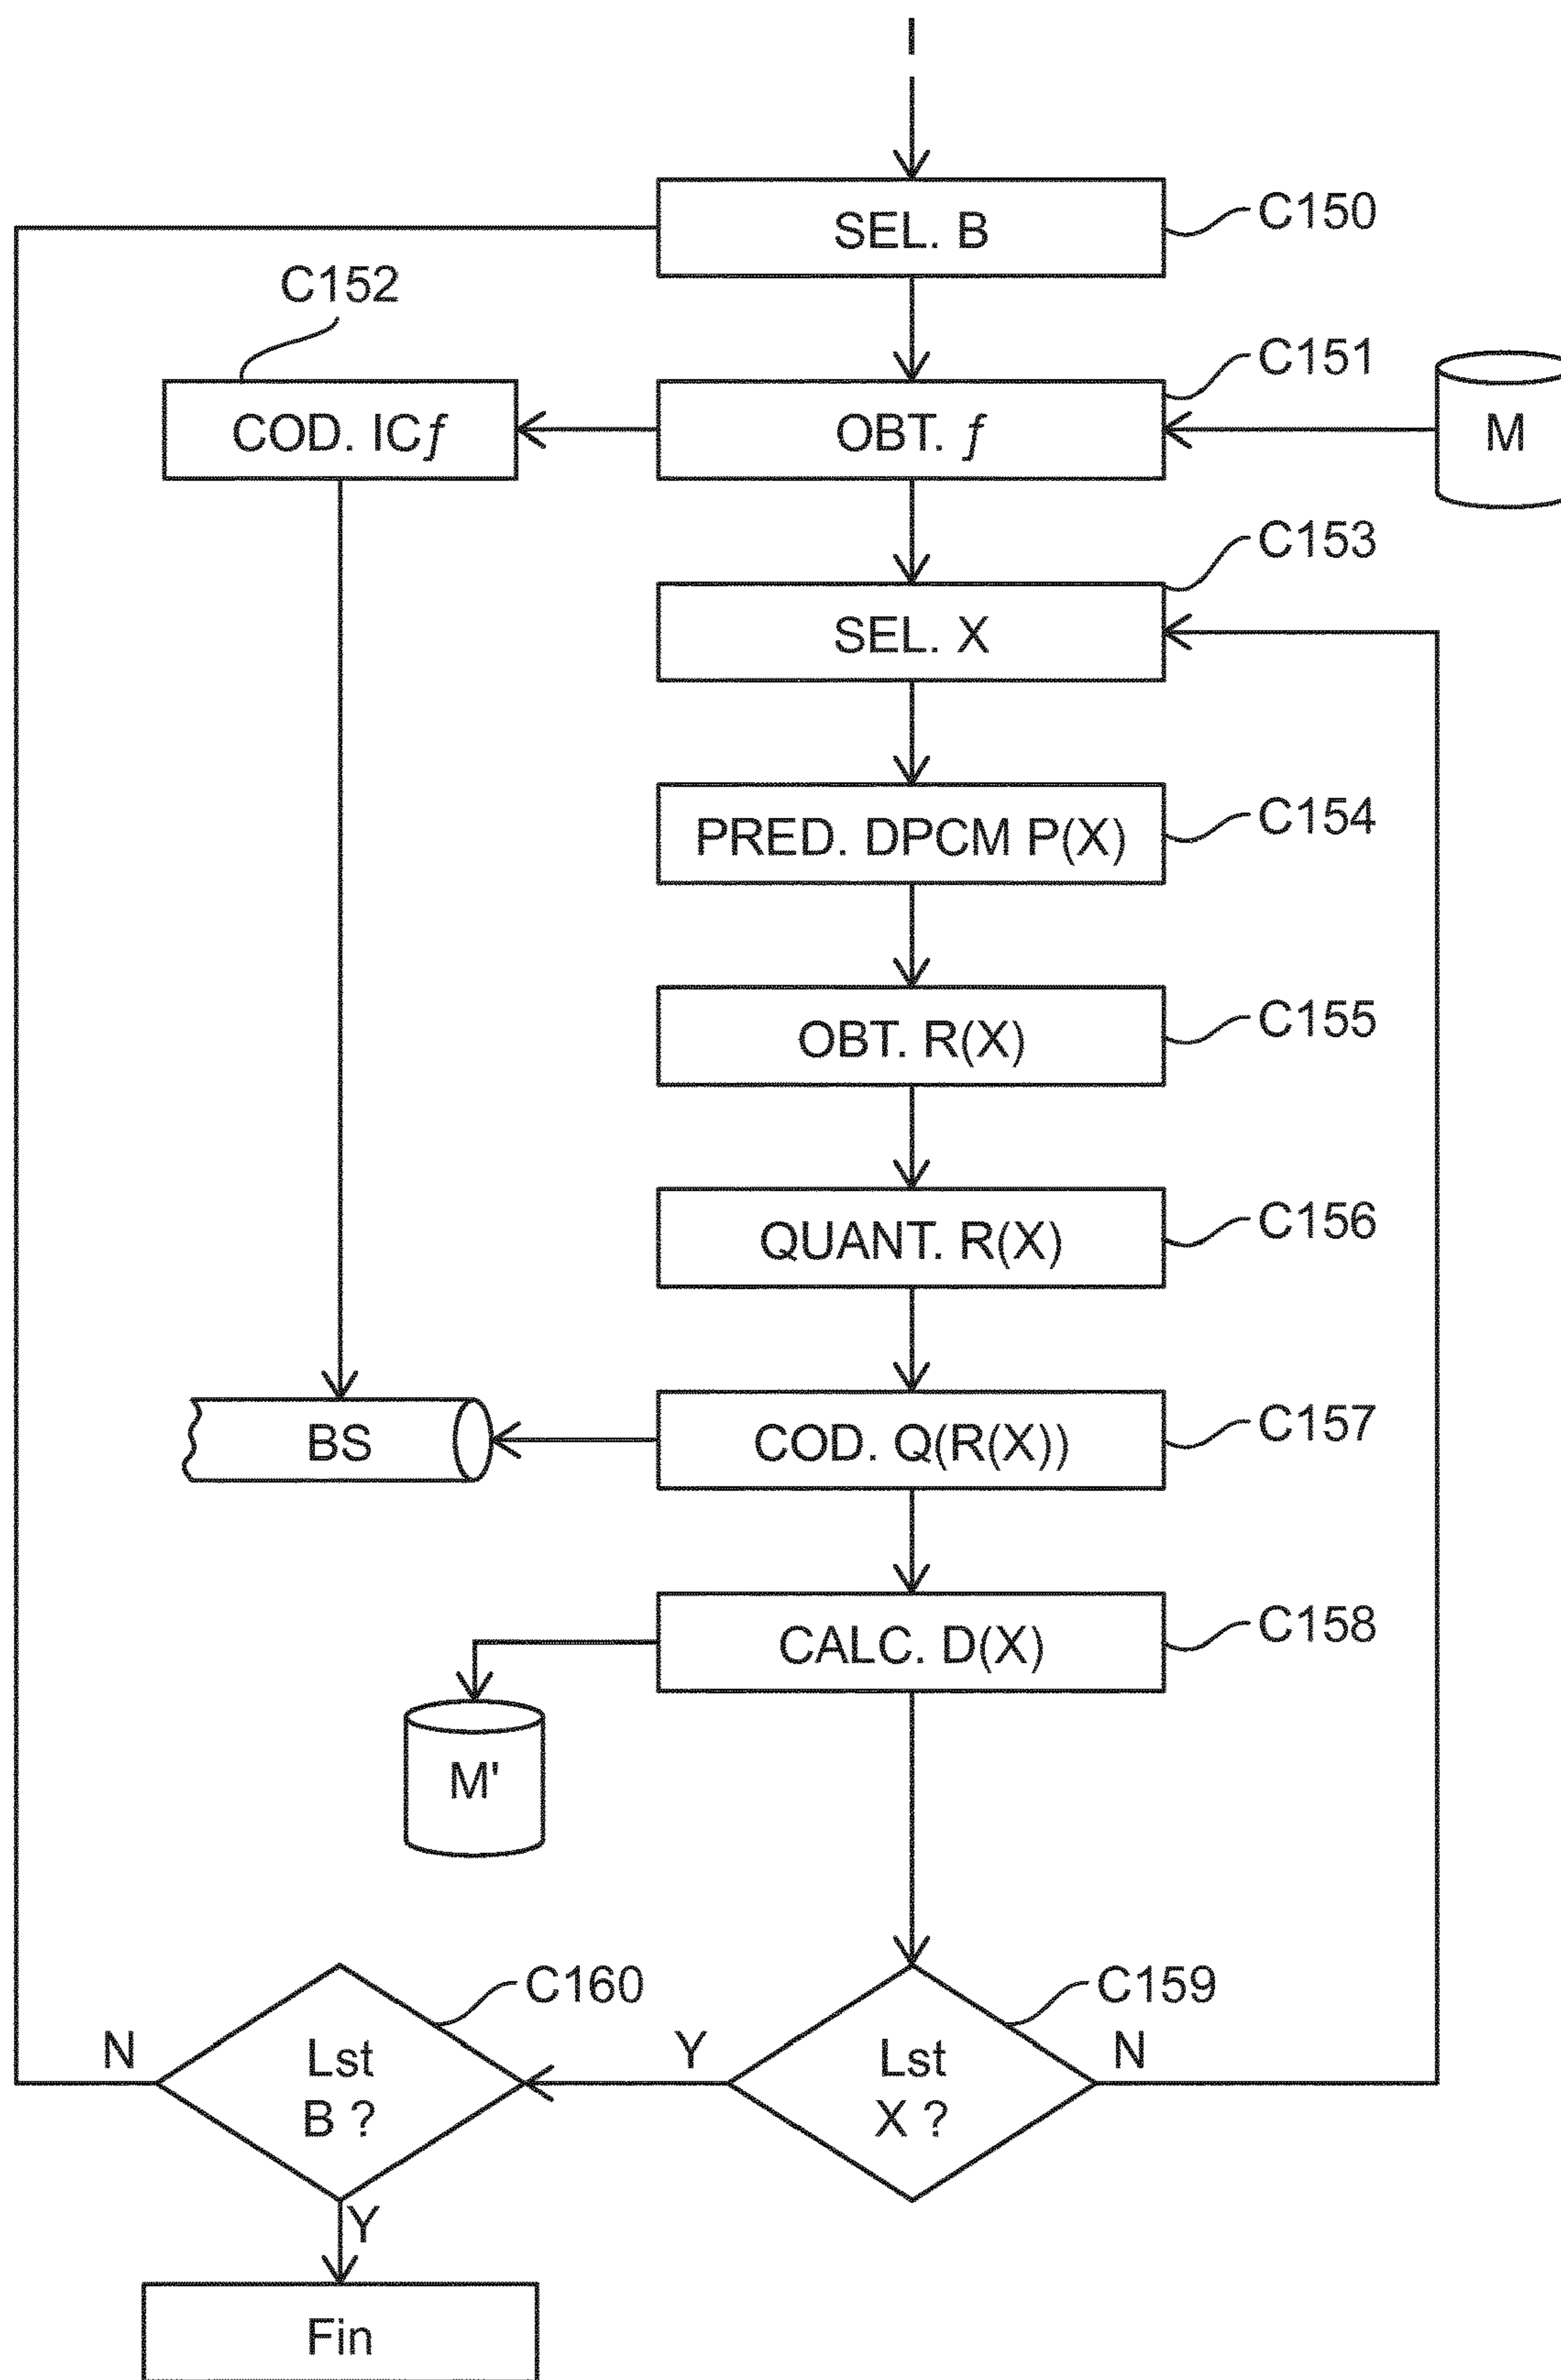 SEL. B
C150
C152
C151
COD. ICƒ
OBT. ƒ
M
C153
SEL. X
PRED. DPCM P(X)
C154
OBT. R(X)
C155
QUANT. R(X)
C156
BS
COD. Q(R(X))
C157
CALC. D(X)
C158
M'
C160
C159
N
Lst
B ?
Y
Lst
X ?
N
Y
Fin